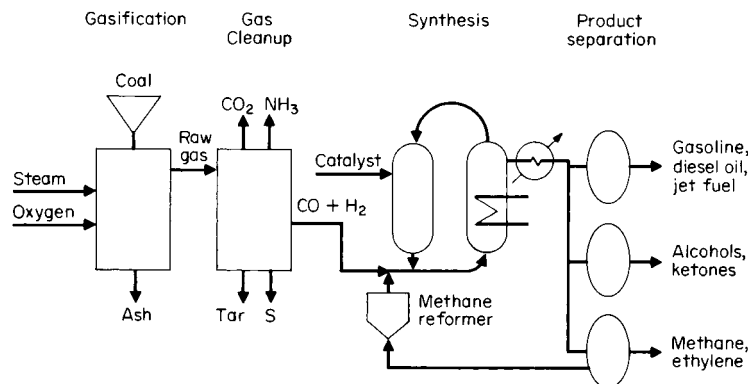 Gasification
Gas
Cleanup
Synthesis
Product
separation
Coal
CO₂ NH₃
Raw
gas
Steam
Oxygen
Catalyst
CO + H₂
Ash
Tar S
Methane
reformer
Gasoline,
diesel oil,
jet fuel
Alcohols,
ketones
Methane,
ethylene